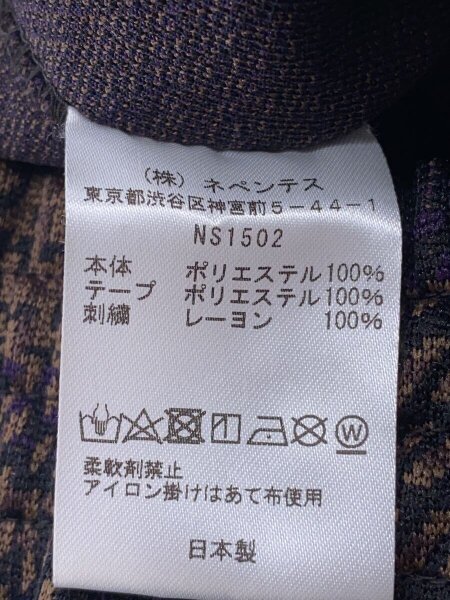 （株）ネペンテス
東京都渋谷区神宮前5-44-1
NS1502
本体 ポリエステル100%
テープ ポリエステル100%
刺繍 レーヨン 100%
W
柔軟剤禁止
アイロン掛けはあて布使用
日本製